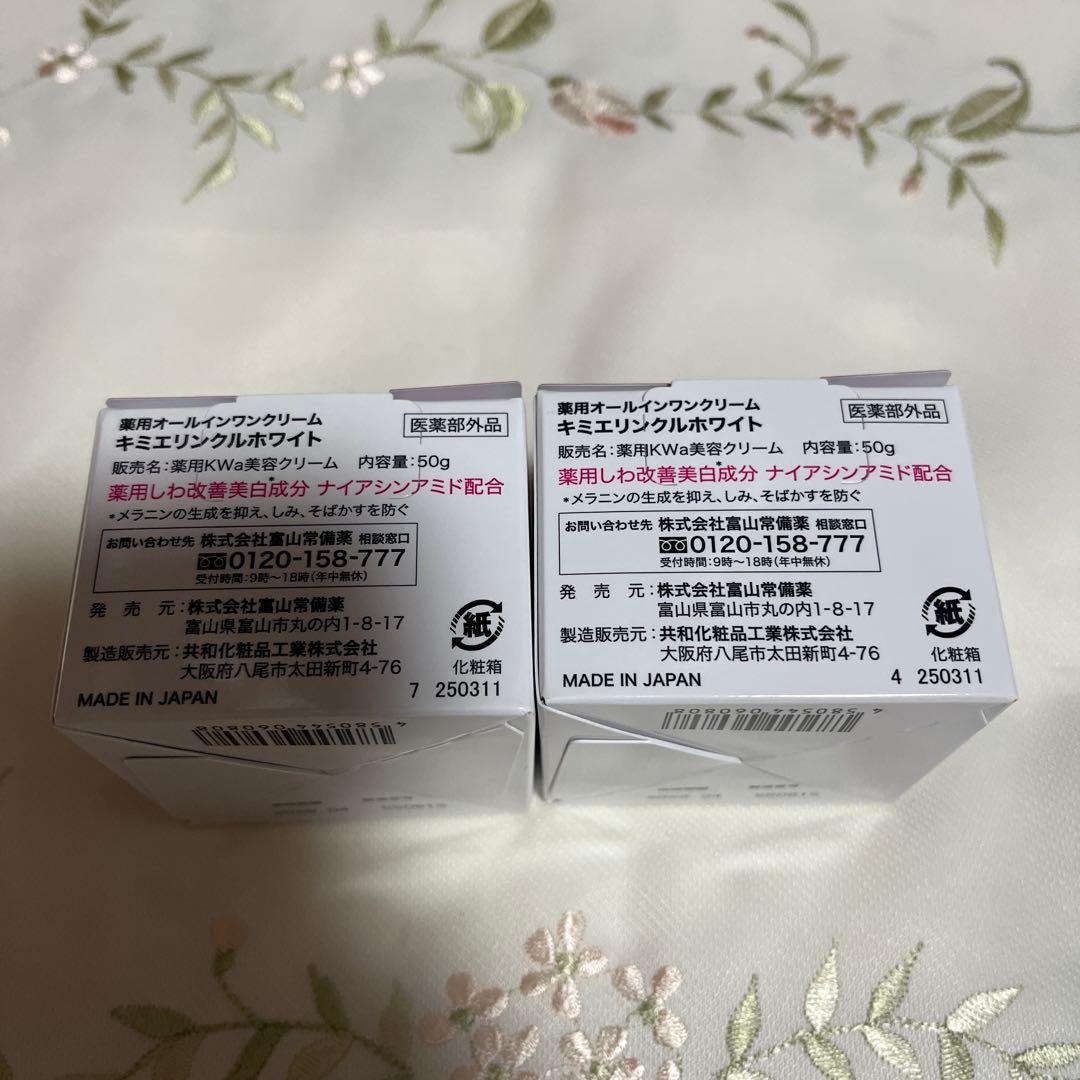 薬用オールインワンクリーム
キミエリンクルホワイト
医薬部外品
販売名:薬用KWa美容クリーム 内容量:50g
*
薬用しわ改善美白成分 ナイアシンアミド配合
*メラニンの生成を抑え、しみ、そばかすを防ぐ
お問い合わせ先 株式会社富山常備薬 相談窓口
0120-158-777
受付時間:9時〜18時(年中無休)
発売元:株式会社富山常備薬
富山県富山市丸の内1-8-17
製造販売元:共和化粧品工業株式会社
大阪府八尾市太田新町4-76
紙
化粧箱
MADE IN JAPAN
7 250311
4 580544 060808
薬用オールインワンクリーム
キミエリンクルホワイト
医薬部外品
販売名:薬用KWa美容クリーム 内容量:50g
*
薬用しわ改善美白成分 ナイアシンアミド配合
*メラニンの生成を抑え、しみ、そばかすを防ぐ
お問い合わせ先 株式会社富山常備薬 相談窓口
0120-158-777
受付時間:9時〜18時(年中無休)
発売元:株式会社富山常備薬
富山県富山市丸の内1-8-17
製造販売元:共和化粧品工業株式会社
大阪府八尾市太田新町4-76
紙
化粧箱
MADE IN JAPAN
4 250311
4 580544 060808